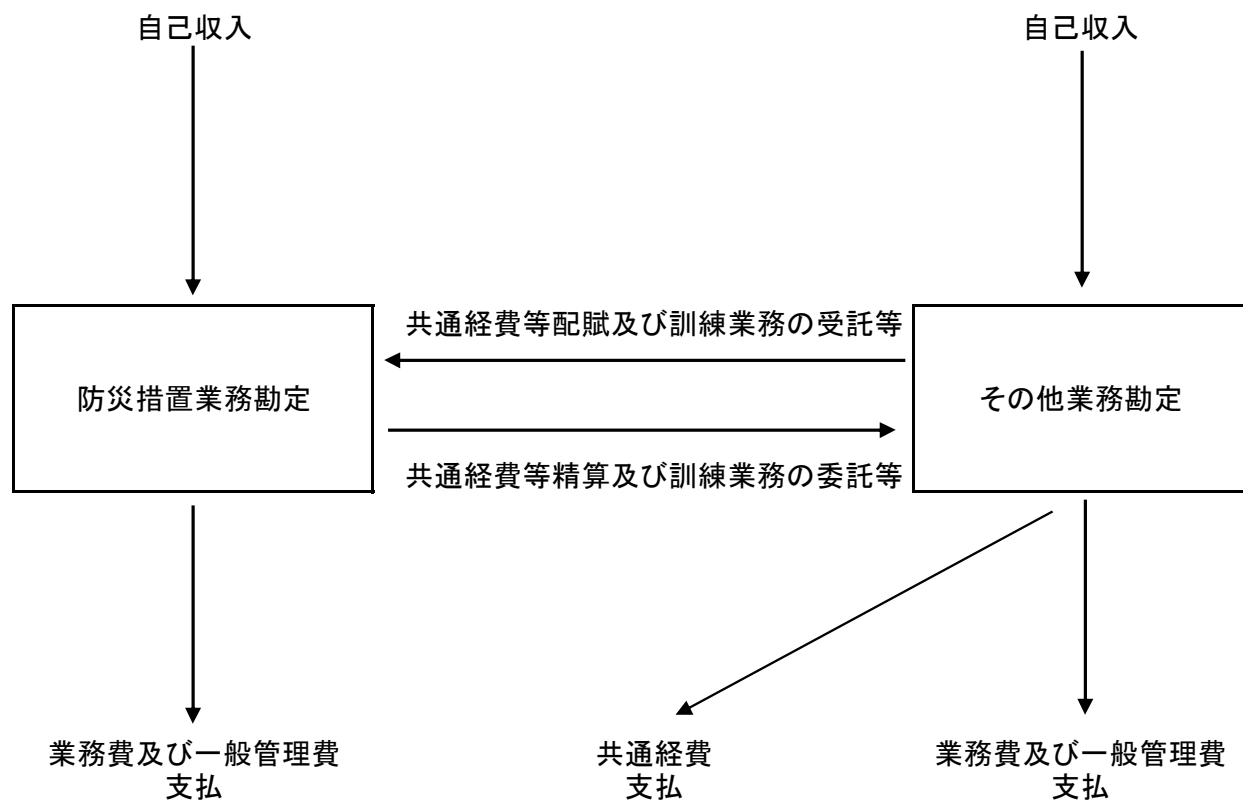 自己収入
自己収入
共通経費等配賦及び訓練業務の受託等
防災措置業務勘定
その他業務勘定
共通経費等精算及び訓練業務の委託等
業務費及び一般管理費
支払
共通経費
支払
業務費及び一般管理費
支払